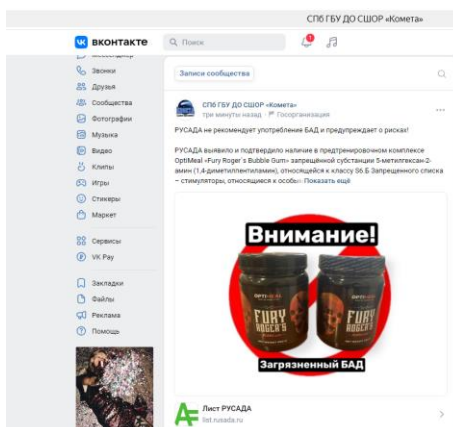 СПб ГБУ ДО СШОР «Комета»
вконтакте
Поиск
Мессенджер
Звонки
Друзья
Сообщества
Фотографии
Музыка
Видео
Клипы
Игры
Стикеры
Маркет
Сервисы
VK Pay
Закладки
Файлы
Реклама
Помощь
Записи сообщества
СПб ГБУ ДО СШОР «Комета»
три минуты назад · Госорганизация
РУСАДА не рекомендует употребление БАД и предупреждает о рисках!
РУСАДА выявило и подтвердило наличие в предтренировочном комплексе
OptiMeal «Fury Roger's Bubble Gum» запрещённой субстанции 5-метилгексан-2-
амин (1,4-диметилпентиламин), относящейся к классу S6.Б Запрещенного списка
– стимуляторы, относящиеся к особы Показать ещё
Внимание!
OPTIMEAL
FURY
ROGER'S
OPTIMEAL
FURY
ROGER'S
Загрязненный БАД
Лист РУСАДА
list.rusada.ru